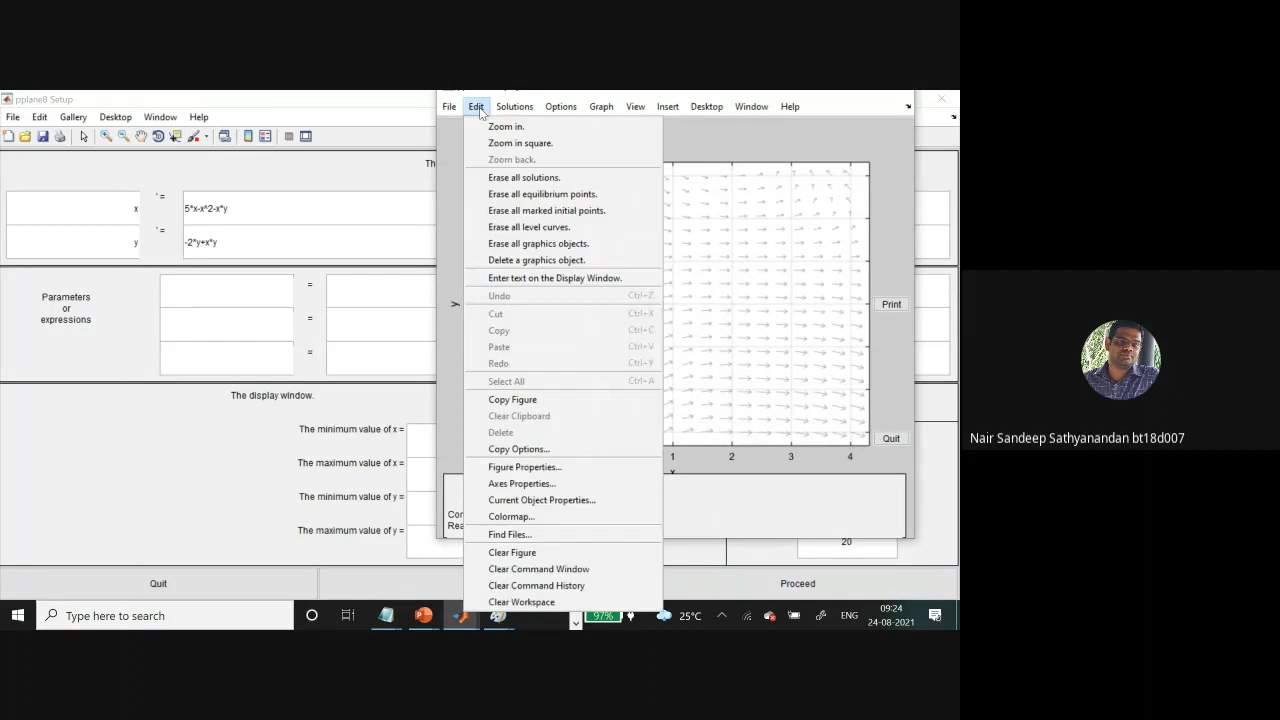 pplane8 Setup
File Edit Gallery Desktop Window Help
Th
x ' = 5*x-x^2-x*y
y ' = -2*y+x*y
Parameters
or
expressions
=
=
=
The display window.
The minimum value of x =
The maximum value of x =
The minimum value of y =
The maximum value of y =
20
Quit
Proceed
File Edit Solutions Options Graph View Insert Desktop Window Help
Zoom in.
Zoom in square.
Zoom back.
Erase all solutions.
Erase all equilibrium points.
Erase all marked initial points.
Erase all level curves.
Erase all graphics objects.
Delete a graphics object.
Enter text on the Display Window.
Undo Ctrl+Z
Cut Ctrl+X
Copy Ctrl+C
Paste Ctrl+V
Redo Ctrl+Y
Select All Ctrl+A
Copy Figure
Clear Clipboard
Delete
Copy Options...
Figure Properties...
Axes Properties...
Current Object Properties...
Colormap...
Find Files...
Clear Figure
Clear Command Window
Clear Command History
Clear Workspace
y
1 2 3 4
x
Print
Quit
Con
Rea
Type here to search
97%
25°C
ENG
09:24
24-08-2021
Nair Sandeep Sathyanandan bt18d007